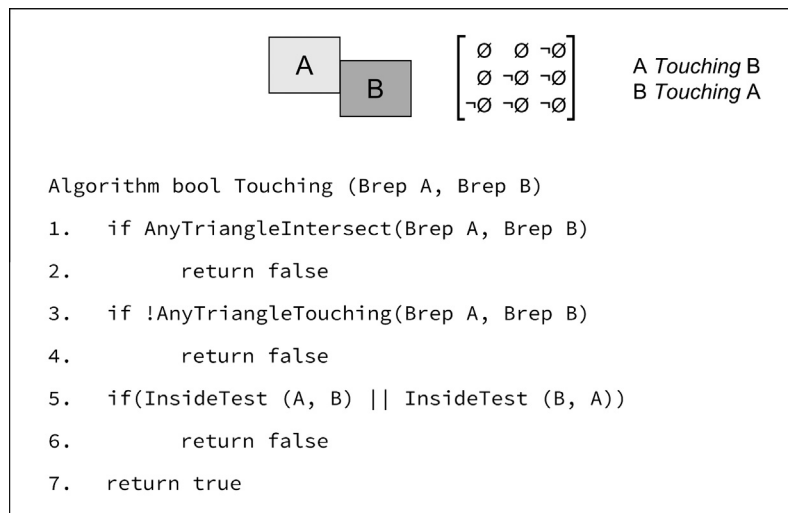 A
B
∅ ∅ ¬∅
∅ ¬∅ ¬∅
¬∅ ¬∅ ¬∅
A Touching B
B Touching A
Algorithm bool Touching (Brep A, Brep B)
1. if AnyTriangleIntersect(Brep A, Brep B)
2. return false
3. if !AnyTriangleTouching(Brep A, Brep B)
4. return false
5. if(InsideTest (A, B) || InsideTest (B, A))
6. return false
7. return true